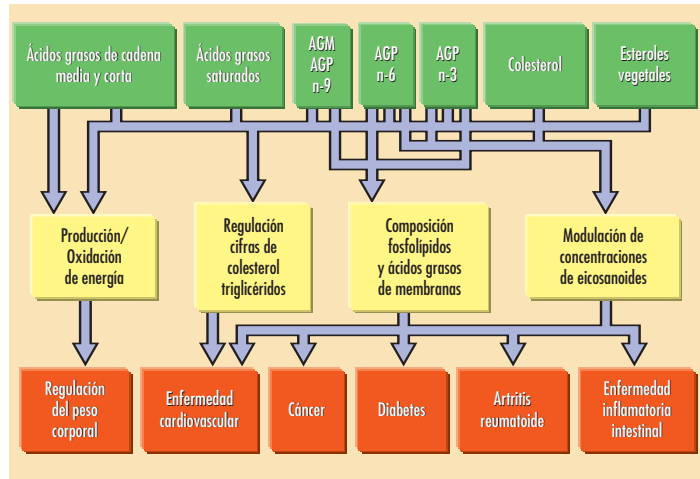 Ácidos grasos de cadena
media y corta
Ácidos grasos
saturados
AGM
AGP
n-9
AGP
n-6
AGP
n-3
Colesterol
Esteroles
vegetales
Producción/
Oxidación
de energía
Regulación
cifras de
colesterol
triglicéridos
Composición
fosfolípidos
y ácidos grasos
de membranas
Modulación de
concentraciones
de eicosanoides
Regulación
del peso
corporal
Enfermedad
cardiovascular
Cáncer
Diabetes
Artritis
reumatoide
Enfermedad
inflamatoria
intestinal